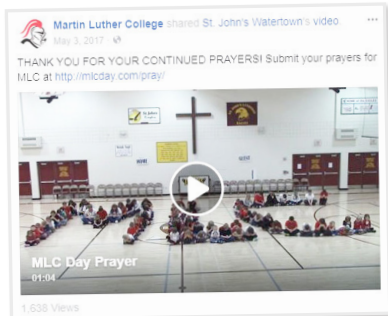 Martin Luther College shared St. John's Watertown's video.
May 3, 2017
THANK YOU FOR YOUR CONTINUED PRAYERS! Submit your prayers for
MLC at http://mlcday.com/pray/
MLC Day Prayer
01:04
1,636 Views